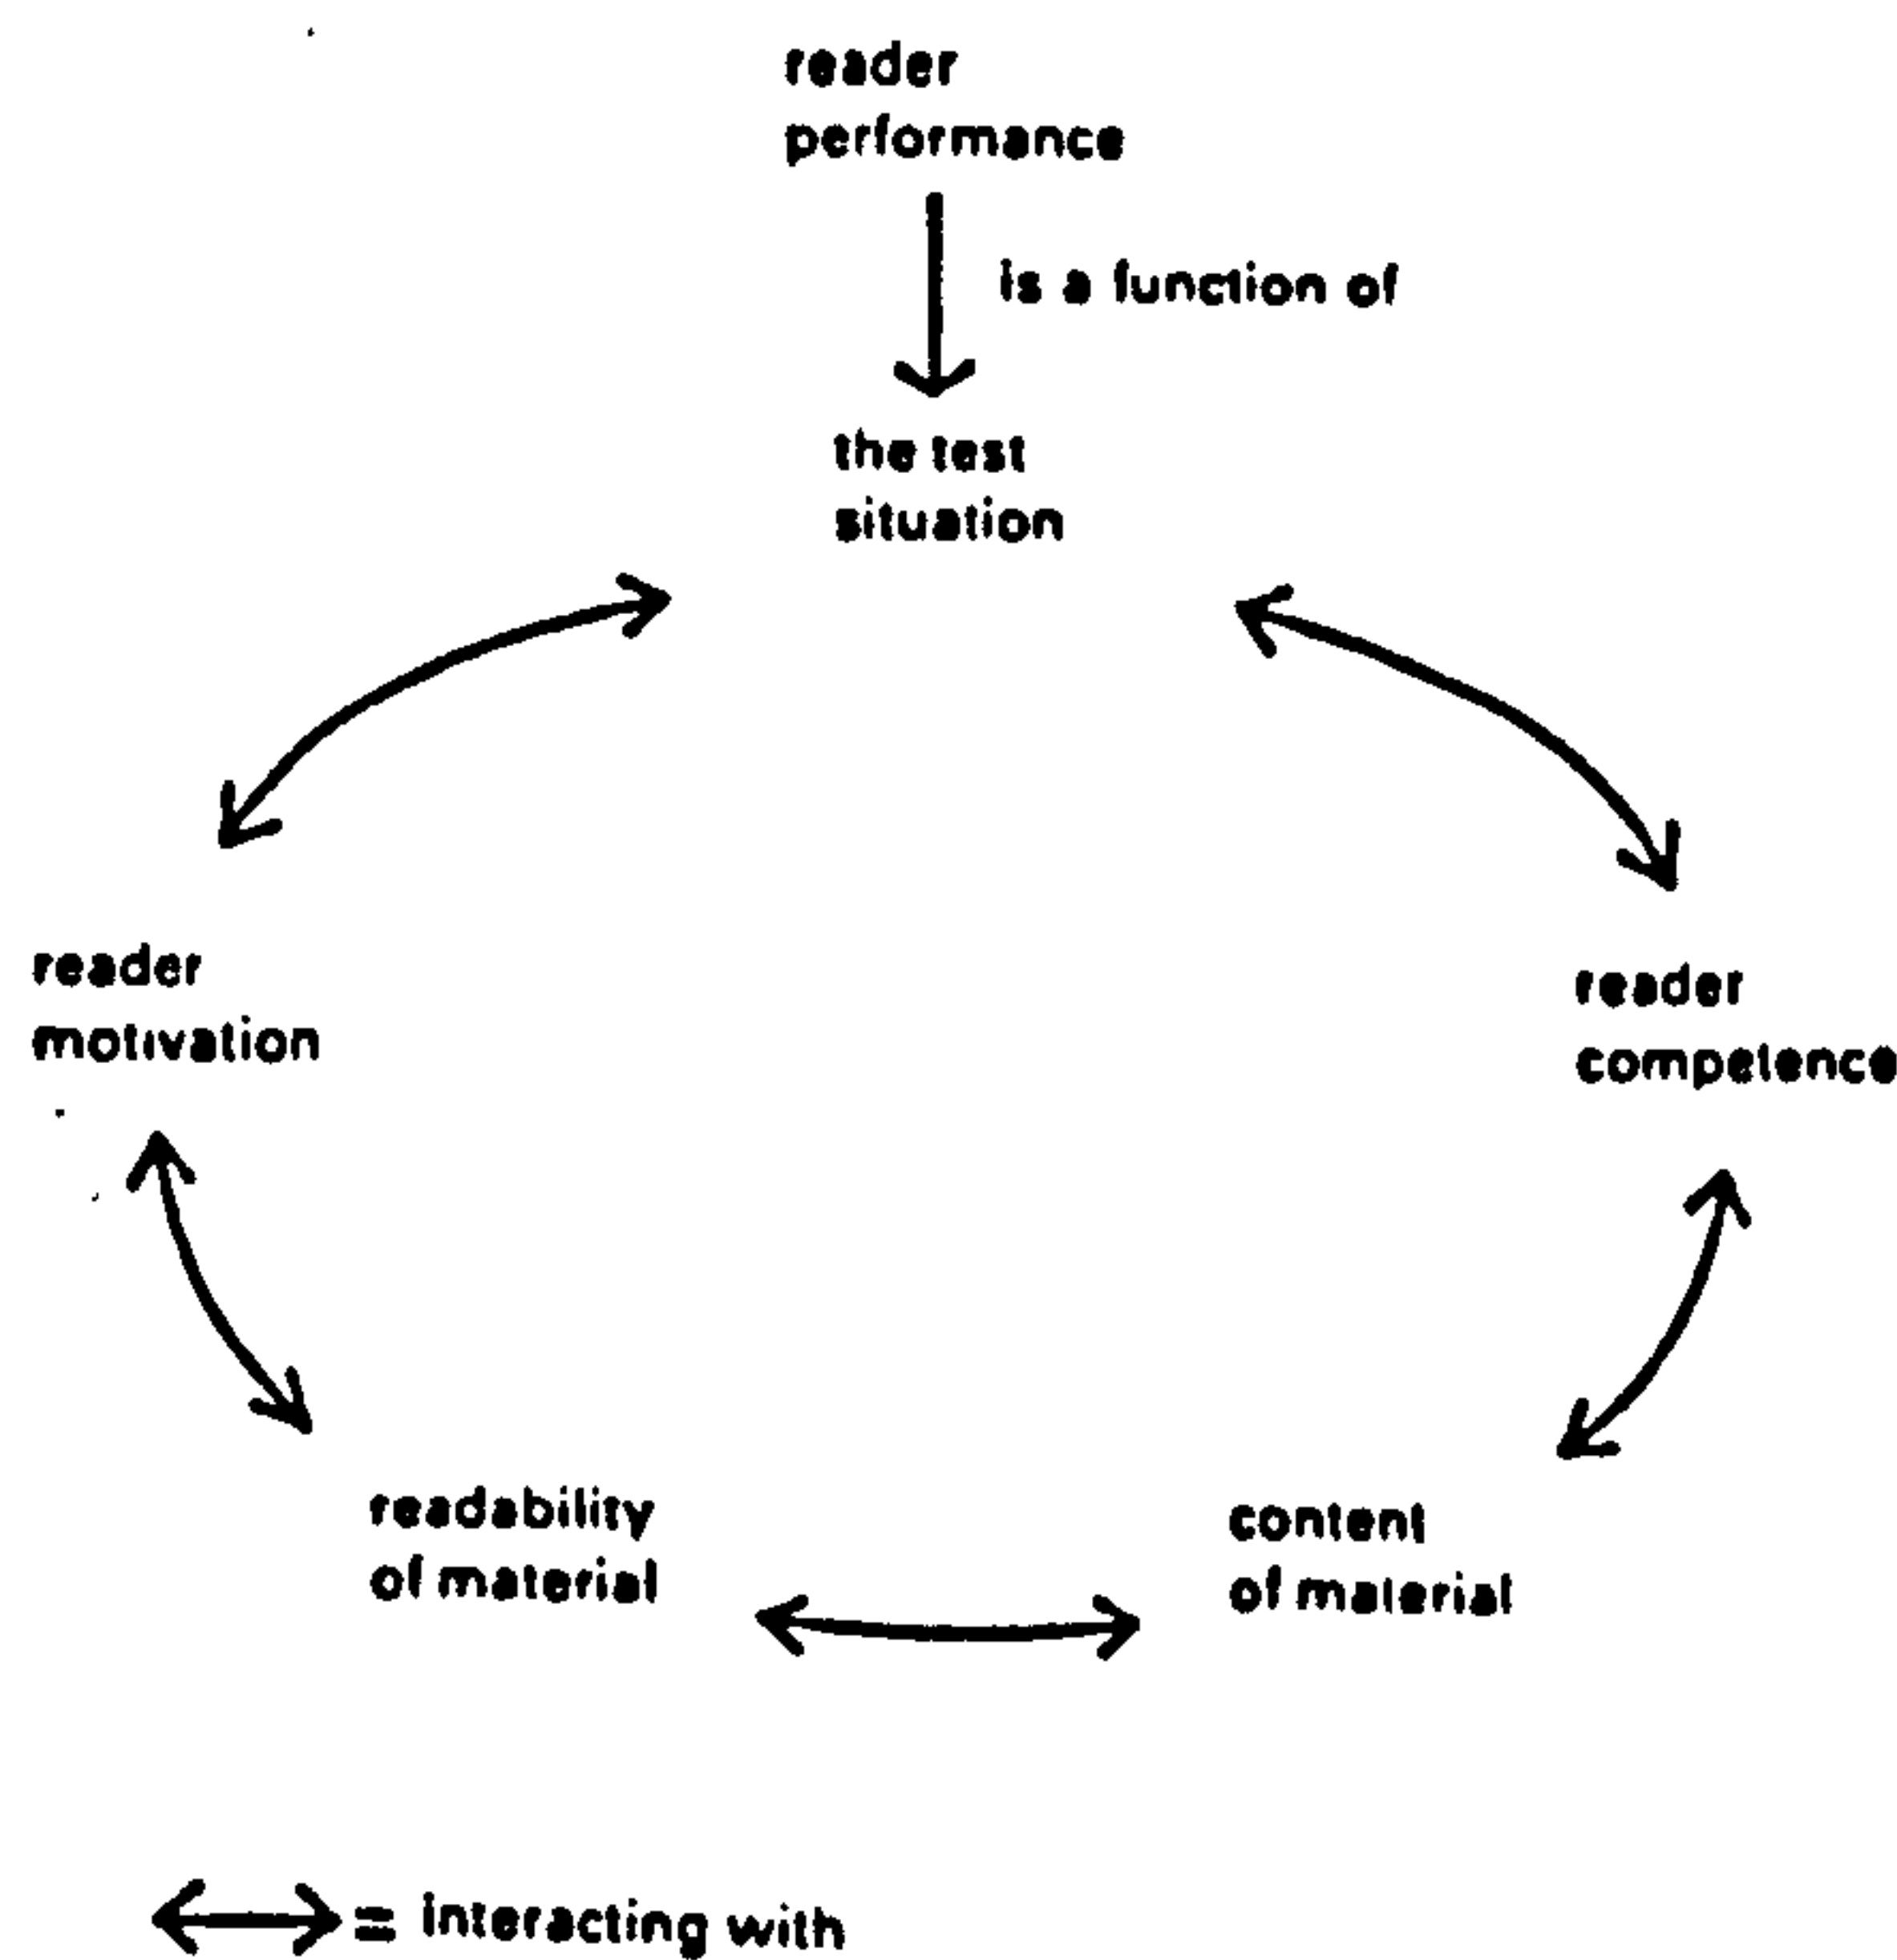 reader
performance
is a function of
the test
situation
reader
motivation
reader
competence
readability
of material
content
of material
= interacting with